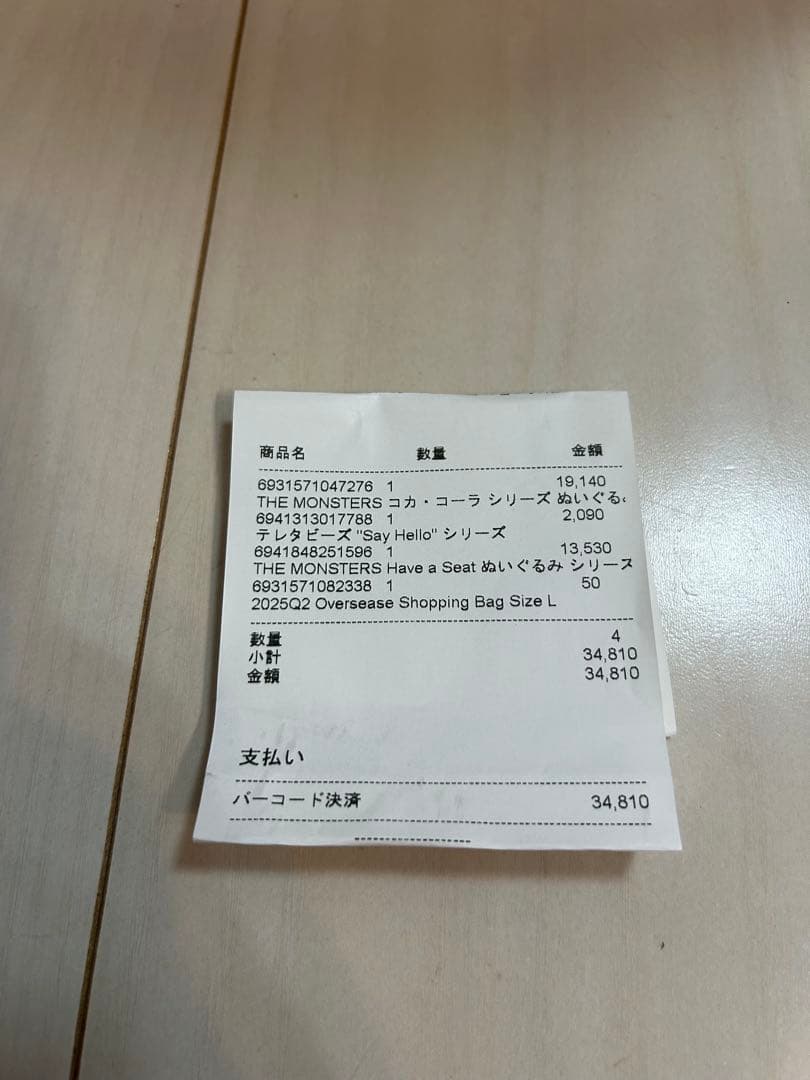 商品名 数量 金額
6931571047276 1 19,140
THE MONSTERS コカ・コーラ シリーズ ぬいぐる
6941313017788 1 2,090
テレタビーズ "Say Hello" シリーズ
6941848251596 1 13,530
THE MONSTERS Have a Seat ぬいぐるみ シリーズ
6931571082338 1 50
2025Q2 Oversease Shopping Bag Size L
数量 4
小計 34,810
金額 34,810
支払い
バーコード決済 34,810